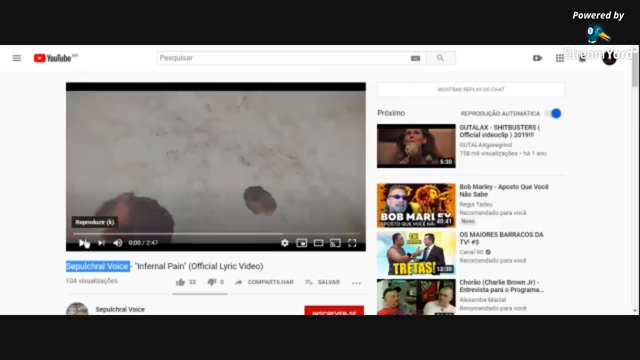 Powered by
StreamYard
YouTube BR
Pesquisar
MOSTRAR REPLAY DO CHAT
Próximo
REPRODUÇÃO AUTOMÁTICA
GUTALAX - SHITBUSTERS (
Official videoclip ) 2019!!!
GUTALAXgoregrind
758 mil visualizações • há 1 ano
5:30
Bob Marley - Aposto Que Você
Não Sabe
Regis Tadeu
Recomendado para você
Novo
BOB MARLEY
40:41
OS MAIORES BARRACOS DA
TV! #3
Canal 90
Recomendado para você
TRETAS!
12:30
Chorão (Charlie Brown Jr) -
Entrevista para o Programa...
Alexandre Maciel
Recomendado para você
Reproduzir (k)
0:00 / 2:47
Sepulchral Voice - "Infernal Pain" (Official Lyric Video)
104 visualizações
33
0
COMPARTILHAR
SALVAR
Sepulchral Voice
INSCREVER-SE